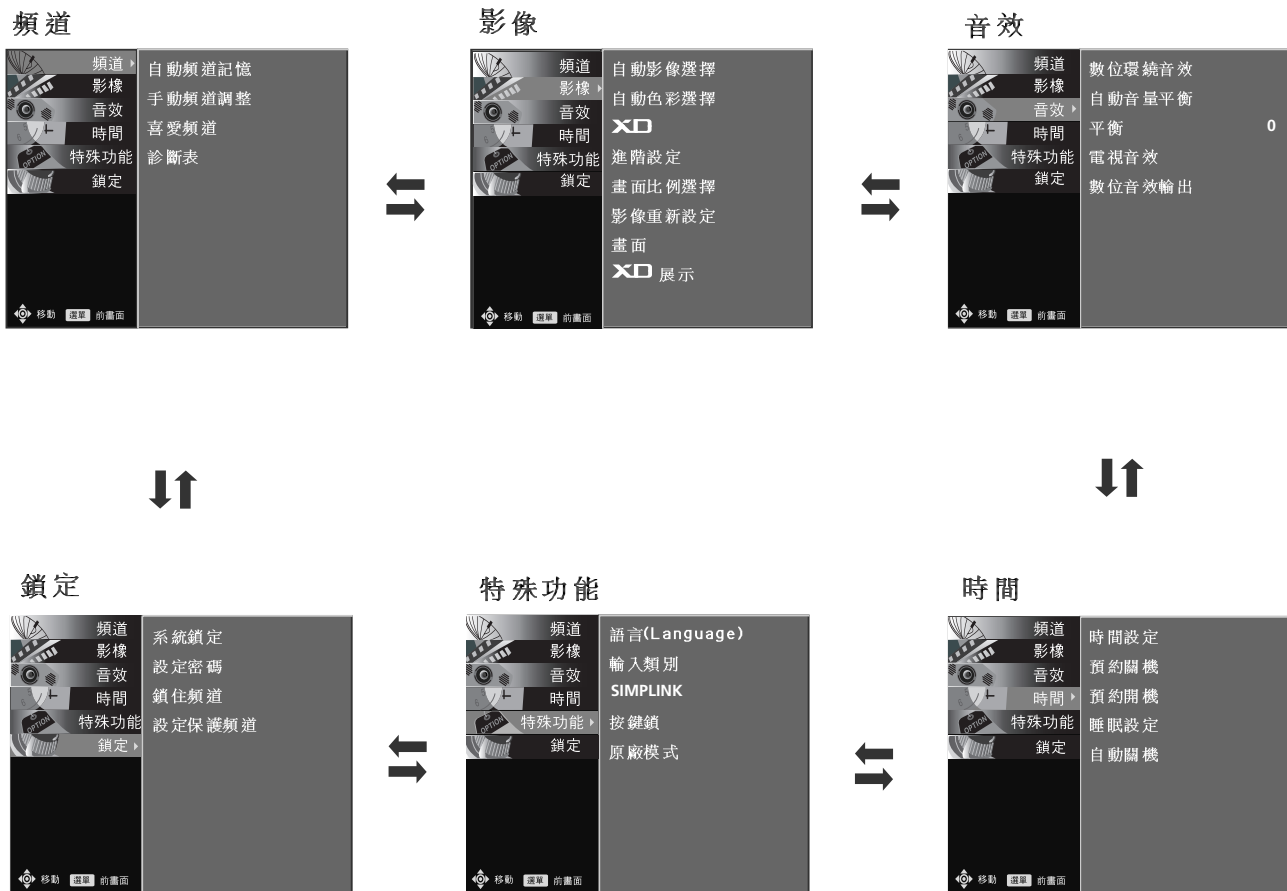 頻道
頻道
影像
音效
時間
特殊功能
鎖定
自動頻道記憶
手動頻道調整
喜愛頻道
診斷表
移動 選單 前畫面
影像
頻道
影像
音效
時間
特殊功能
鎖定
自動影像選擇
自動色彩選擇
XD
進階設定
畫面比例選擇
影像重新設定
畫面
XD 展示
移動 選單 前畫面
音效
頻道
影像
音效
時間
特殊功能
鎖定
數位環繞音效
自動音量平衡
平衡 0
電視音效
數位音效輸出
移動 選單 前畫面
鎖定
頻道
影像
音效
時間
特殊功能
鎖定
系統鎖定
設定密碼
鎖住頻道
設定保護頻道
移動 選單 前畫面
特殊功能
頻道
影像
音效
時間
特殊功能
鎖定
語言(Language)
輸入類別
SIMPLINK
按鍵鎖
原廠模式
移動 選單 前畫面
時間
頻道
影像
音效
時間
特殊功能
鎖定
時間設定
預約關機
預約開機
睡眠設定
自動關機
移動 選單 前畫面